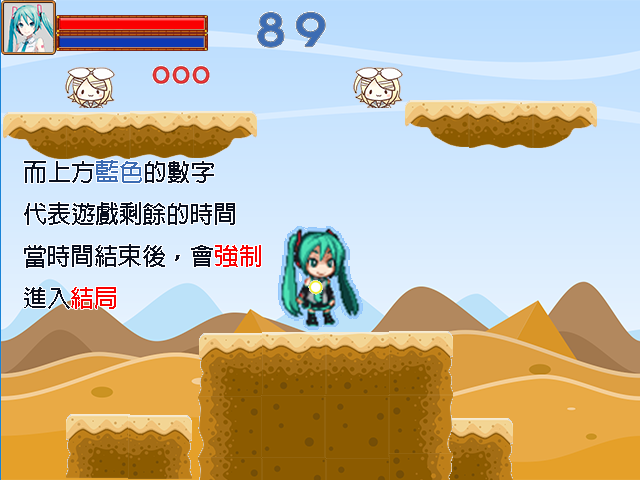 89
000
而上方藍色的數字
代表遊戲剩餘的時間
當時間結束後，會強制
進入結局